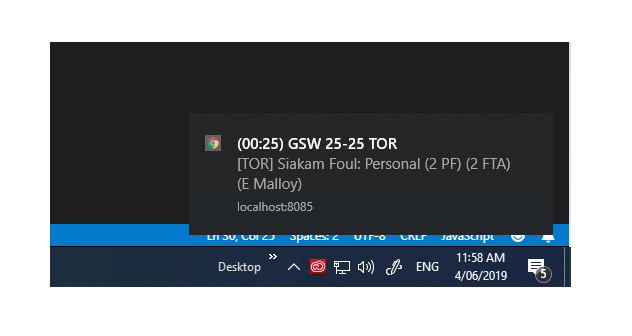 (00:25) GSW 25-25 TOR
[TOR] Siakam Foul: Personal (2 PF) (2 FTA)
(E Malloy)
localhost:8085
Ln 30, Col 25 Spaces: 2 UTF-8 CRLF JavaScript
Desktop » ENG 11:58 AM
4/06/2019
5